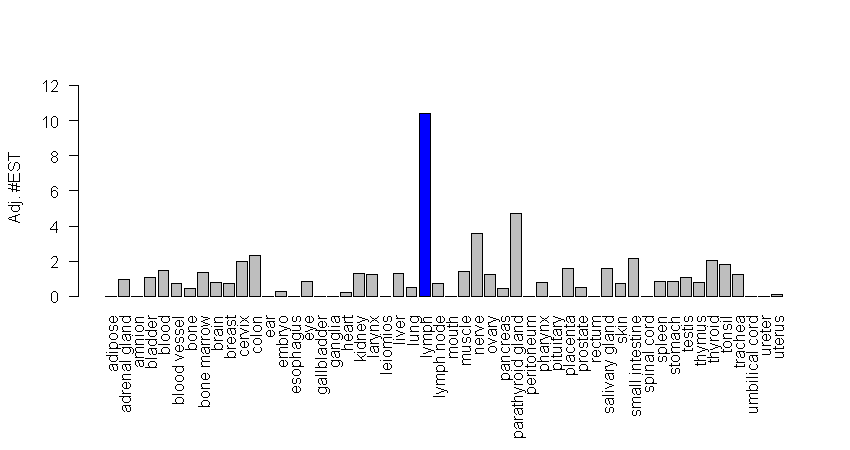 12
10
8
6
4
2
0
Adj. #EST
adipose
adrenal gland
amnion
bladder
blood
blood vessel
bone
bone marrow
brain
breast
cervix
colon
ear
embryo
esophagus
eye
gallbladder
ganglia
heart
kidney
larynx
leiomios
liver
lung
lymph
lymph node
mouth
muscle
nerve
ovary
pancreas
parathyroid gland
peritoneum
pharynx
pituitary
placenta
prostate
rectum
salivary gland
skin
small intestine
spinal cord
spleen
stomach
testis
thymus
thyroid
tonsil
trachea
umbilical cord
ureter
uterus